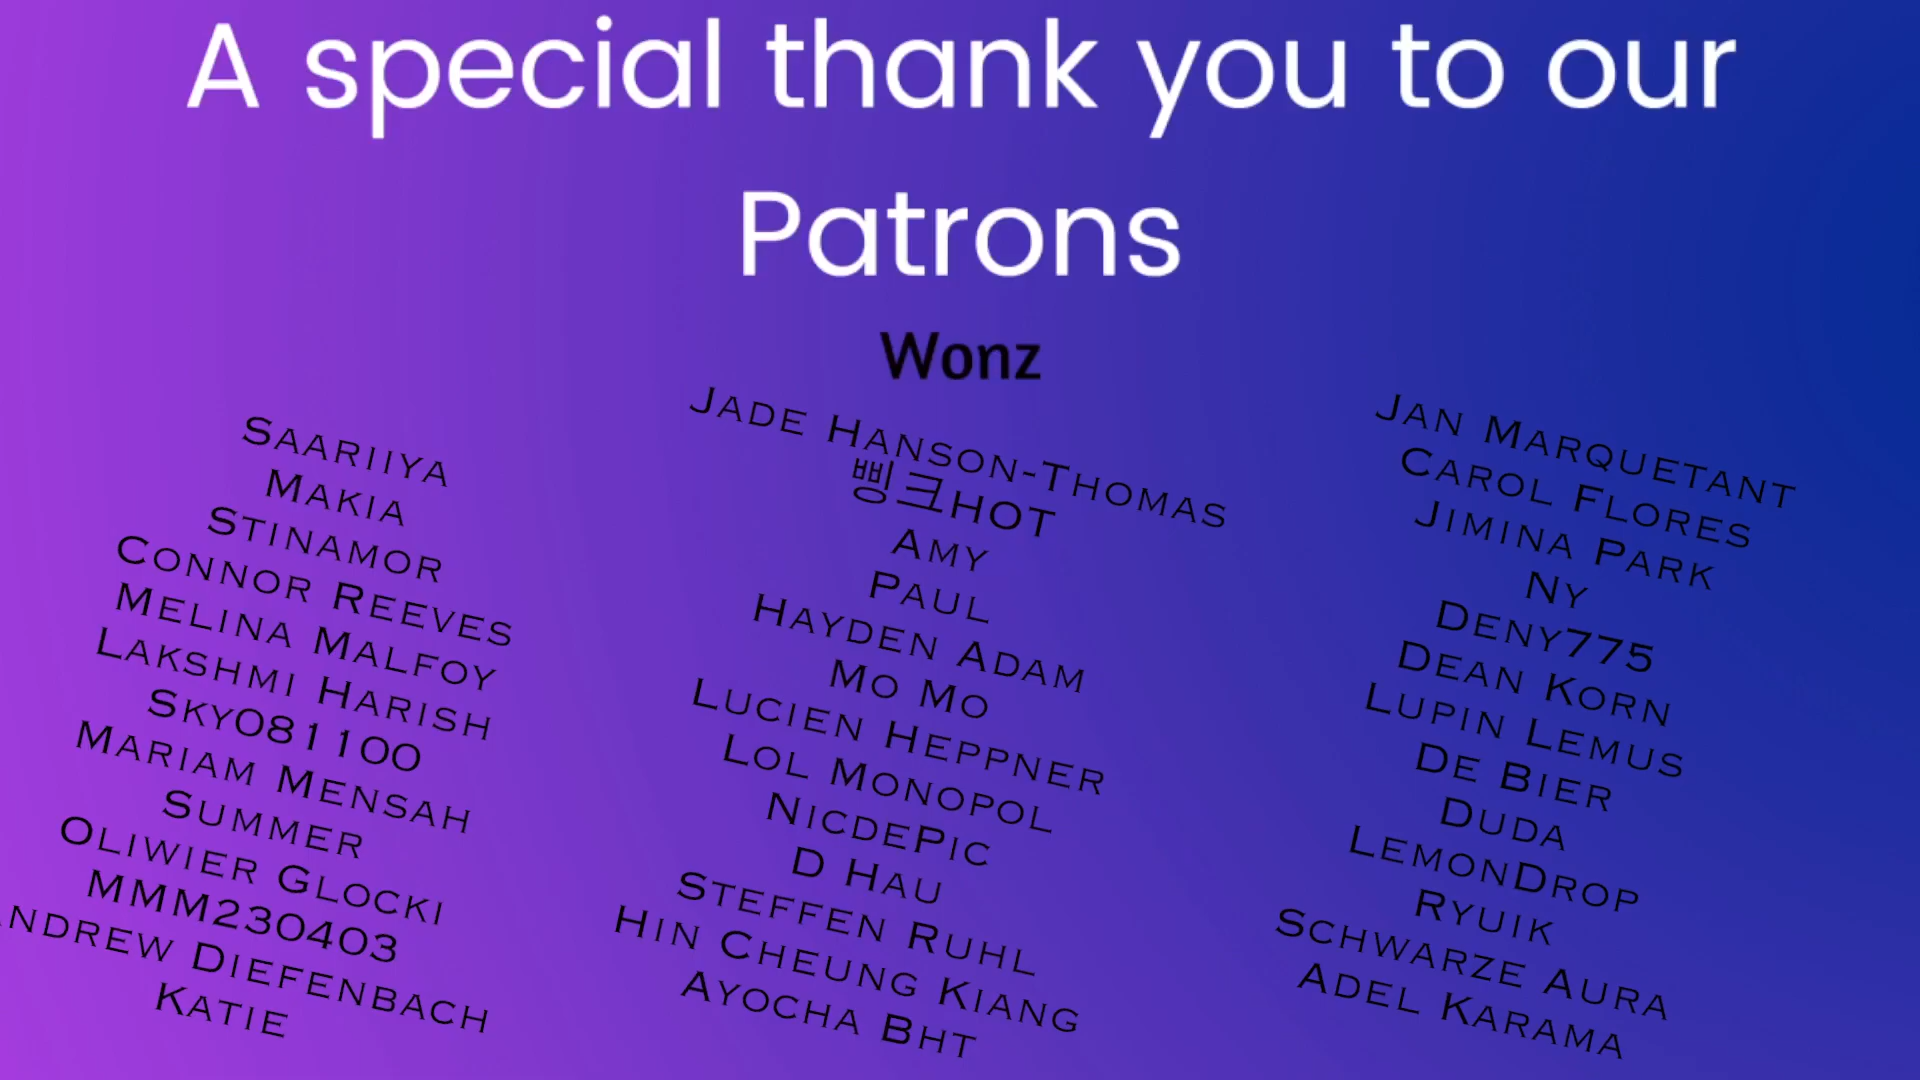 A special thank you to our
Patrons
Wonz
Saariiya
Makia
Stinamor
Connor Reeves
Melina Malfoy
Lakshmi Harish
Sky081100
Mariam Mensah
Summer
Oliwier Glocki
MMM230403
ndrew Diefenbach
Katie
Jade Hanson-Thomas
삥크HOT
Amy
Paul
Hayden Adam
Mo Mo
Lucien Heppner
Lol Monopol
NicdePic
D Hau
Steffen Ruhl
Hin Cheung Kiang
Ayocha Bht
Jan Marquetant
Carol Flores
Jimina Park
Ny
Deny775
Dean Korn
Lupin Lemus
De Bier
Duda
LemonDrop
Ryuik
Schwarze Aura
Adel Karama